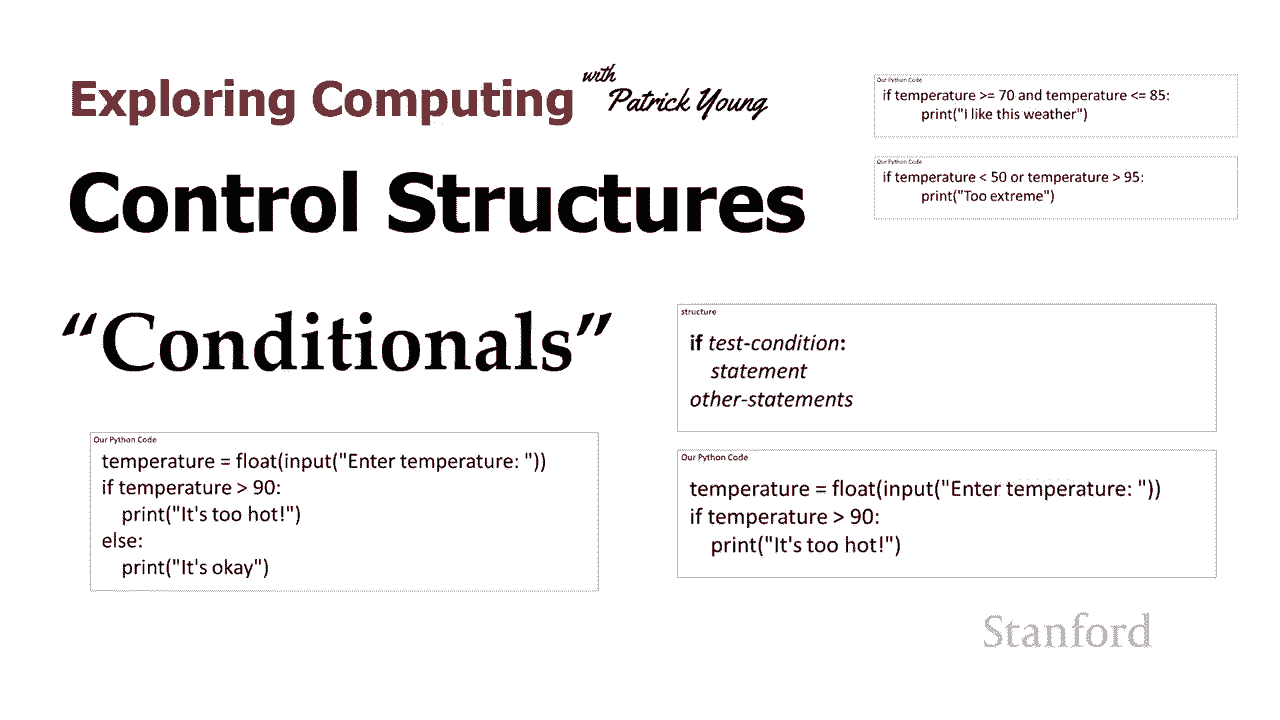 Exploring Computing with Patrick Young
Control Structures
“Conditionals”
Our Python Code
temperature = float(input("Enter temperature: "))
if temperature > 90:
    print("It's too hot!")
else:
    print("It's okay")
Our Python Code
if temperature >= 70 and temperature <= 85:
    print("I like this weather")
Our Python Code
if temperature < 50 or temperature > 95:
    print("Too extreme")
structure
if test-condition:
    statement
other-statements
Our Python Code
temperature = float(input("Enter temperature: "))
if temperature > 90:
    print("It's too hot!")
Stanford